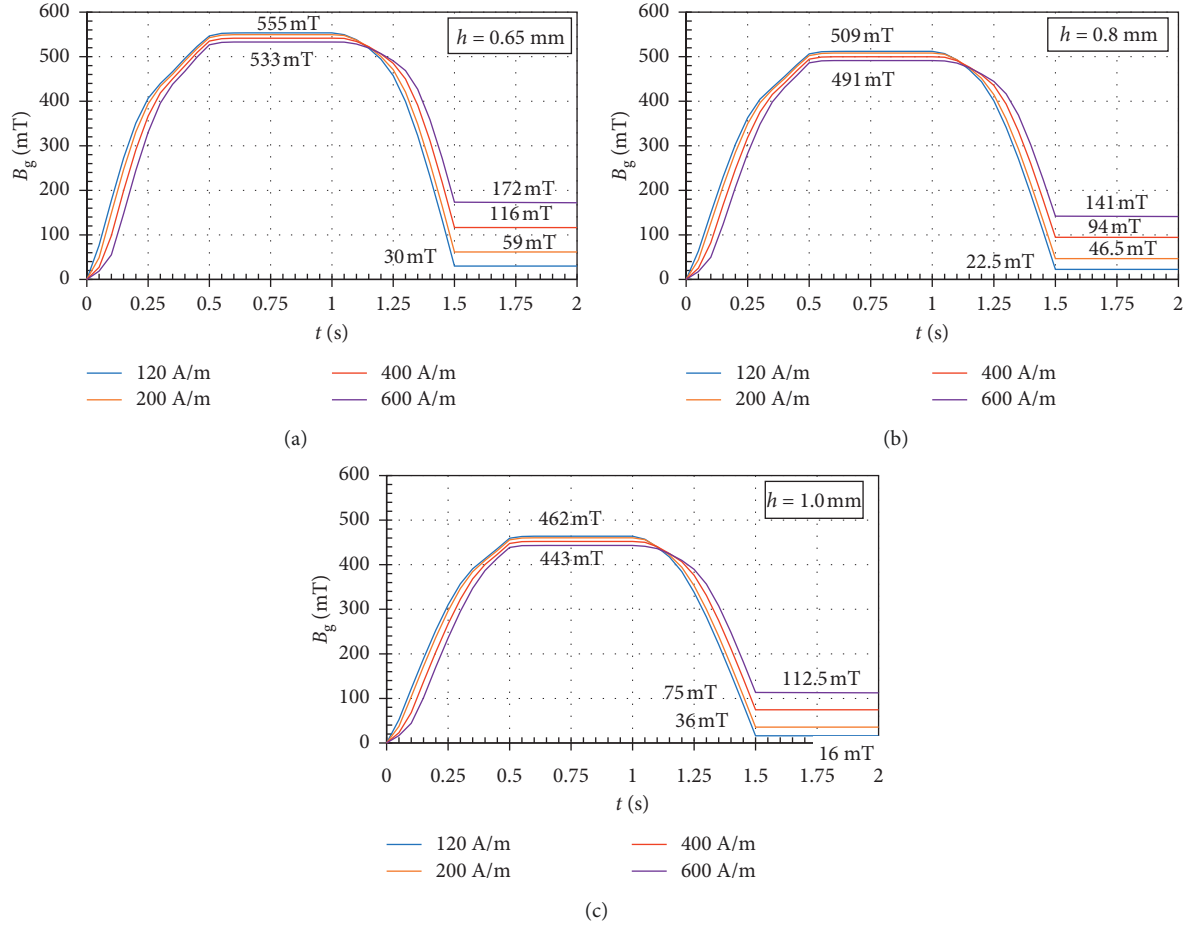 600
500
400
300
200
100
0
B_g (mT)
555 mT
533 mT
h = 0.65 mm
172 mT
116 mT
59 mT
30 mT
0 0.25 0.5 0.75 1 1.25 1.5 1.75 2
t (s)
120 A/m 400 A/m
200 A/m 600 A/m
(a)
600
500
400
300
200
100
0
B_g (mT)
509 mT
491 mT
h = 0.8 mm
141 mT
94 mT
46.5 mT
22.5 mT
0 0.25 0.5 0.75 1 1.25 1.5 1.75 2
t (s)
120 A/m 400 A/m
200 A/m 600 A/m
(b)
600
500
400
300
200
100
0
B_g (mT)
462 mT
443 mT
h = 1.0 mm
112.5 mT
75 mT
36 mT
16 mT
0 0.25 0.5 0.75 1 1.25 1.5 1.75 2
t (s)
120 A/m 400 A/m
200 A/m 600 A/m
(c)